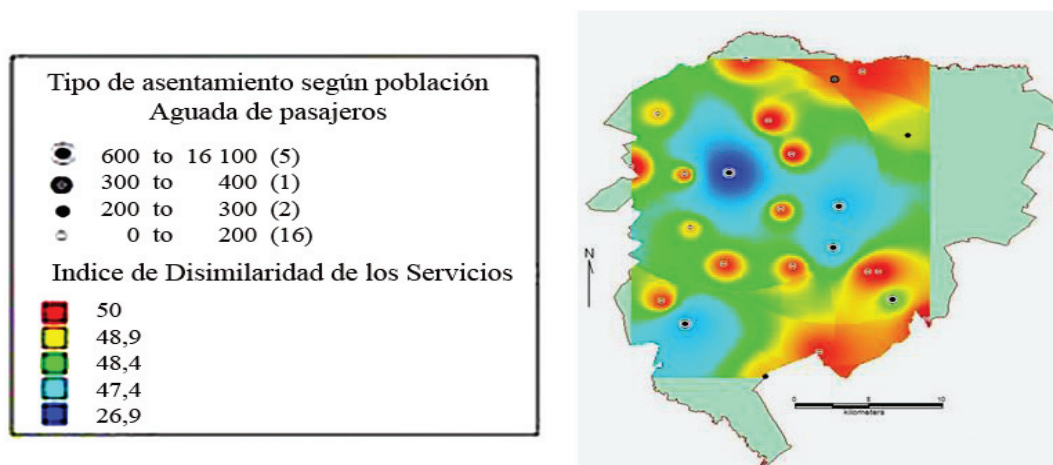 Tipo de asentamiento según población
Aguada de pasajeros
600 to 16 100 (5)
300 to 400 (1)
200 to 300 (2)
0 to 200 (16)
Indice de Disimilaridad de los Servicios
50
48,9
48,4
47,4
26,9
N
0 5 10
kilometers